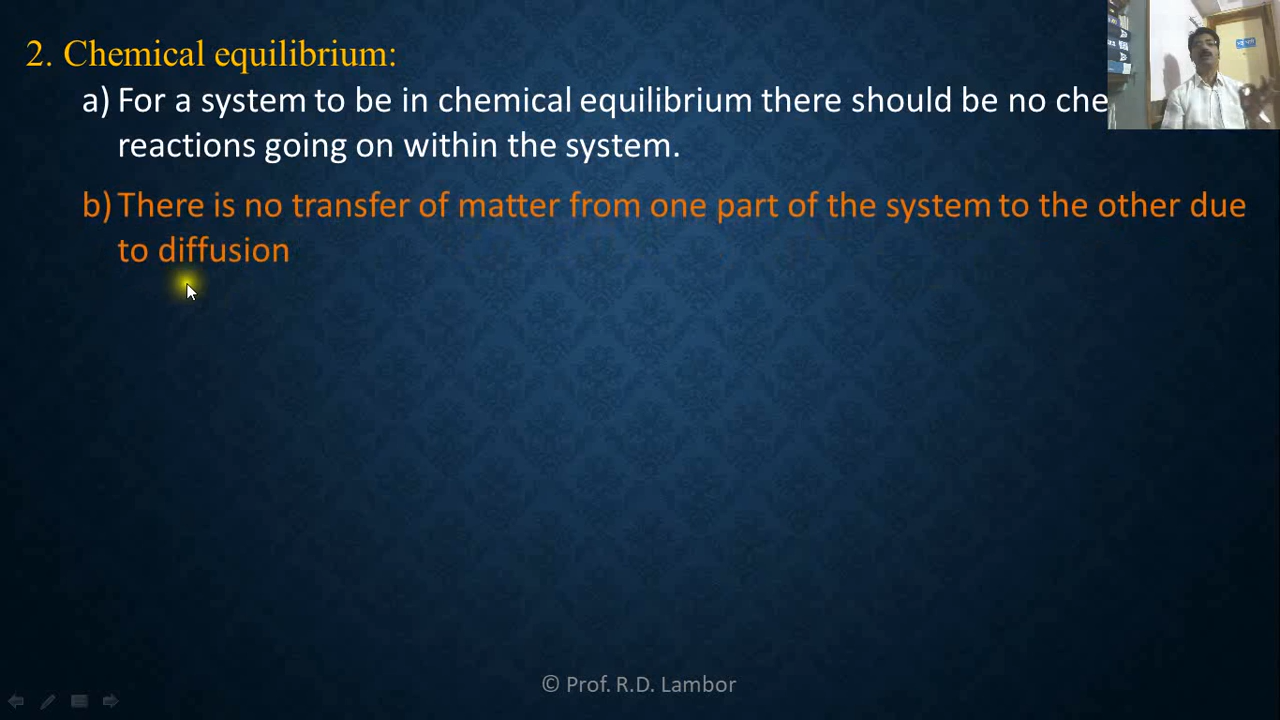 2. Chemical equilibrium:
a) For a system to be in chemical equilibrium there should be no che
reactions going on within the system.
b) There is no transfer of matter from one part of the system to the other due
to diffusion
© Prof. R.D. Lambor